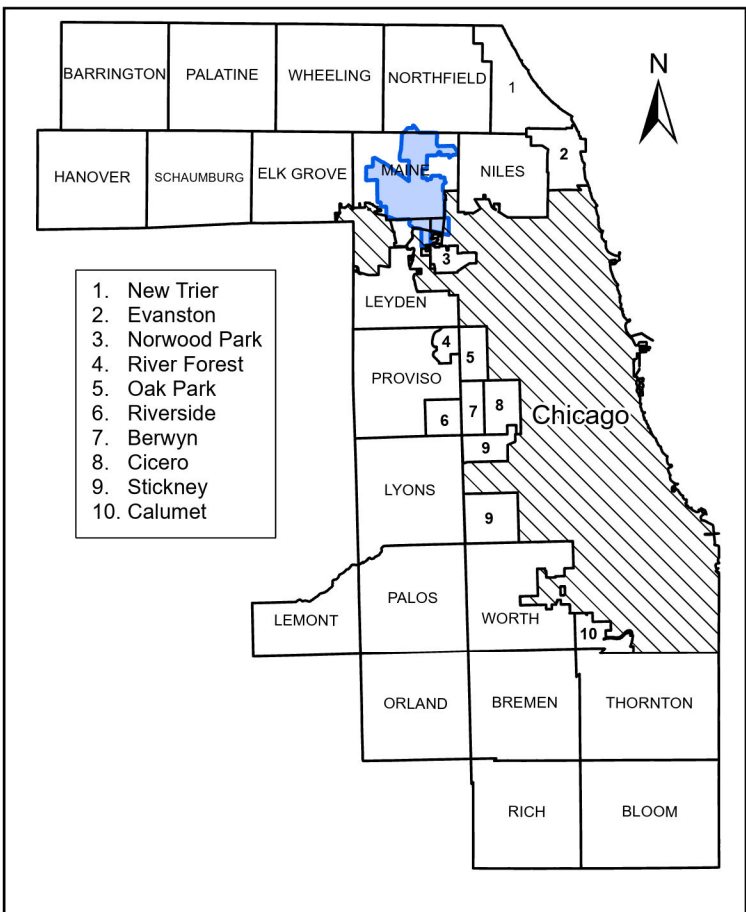 N
BARRINGTON
PALATINE
WHEELING
NORTHFIELD
1
HANOVER
SCHAUMBURG
ELK GROVE
MAINE
NILES
2
3
LEYDEN
1. New Trier
2. Evanston
3. Norwood Park
4. River Forest
5. Oak Park
6. Riverside
7. Berwyn
8. Cicero
9. Stickney
10. Calumet
4
5
PROVISO
6
7
8
Chicago
9
LYONS
9
PALOS
LEMONT
WORTH
10
ORLAND
BREMEN
THORNTON
RICH
BLOOM